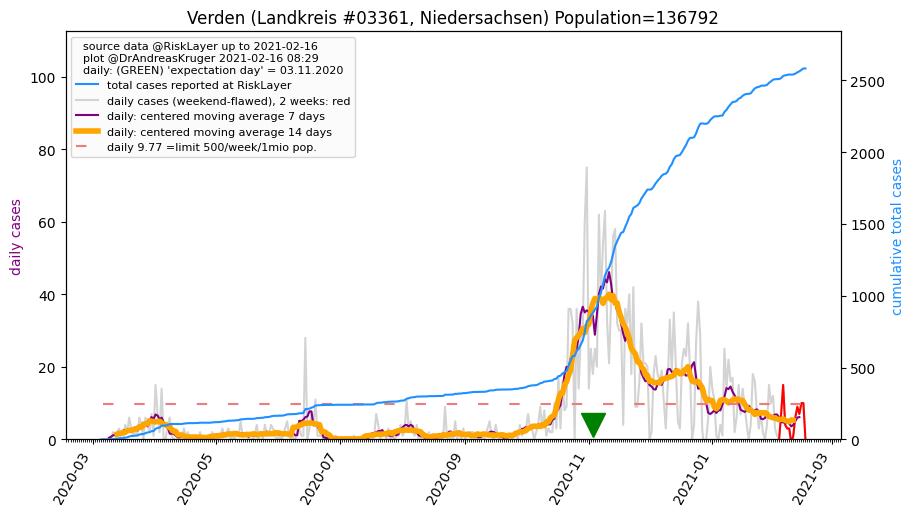 Verden (Landkreis #03361, Niedersachsen) Population=136792
source data @RiskLayer up to 2021-02-16
plot @DrAndreasKruger 2021-02-16 08:29
daily: (GREEN) 'expectation day' = 03.11.2020
total cases reported at RiskLayer
daily cases (weekend-flawed), 2 weeks: red
daily: centered moving average 7 days
daily: centered moving average 14 days
daily 9.77 =limit 500/week/1mio pop.
daily cases
100
80
60
40
20
0
cumulative total cases
2500
2000
1500
1000
500
0
2020-03
2020-05
2020-07
2020-09
2020-11
2021-01
2021-03